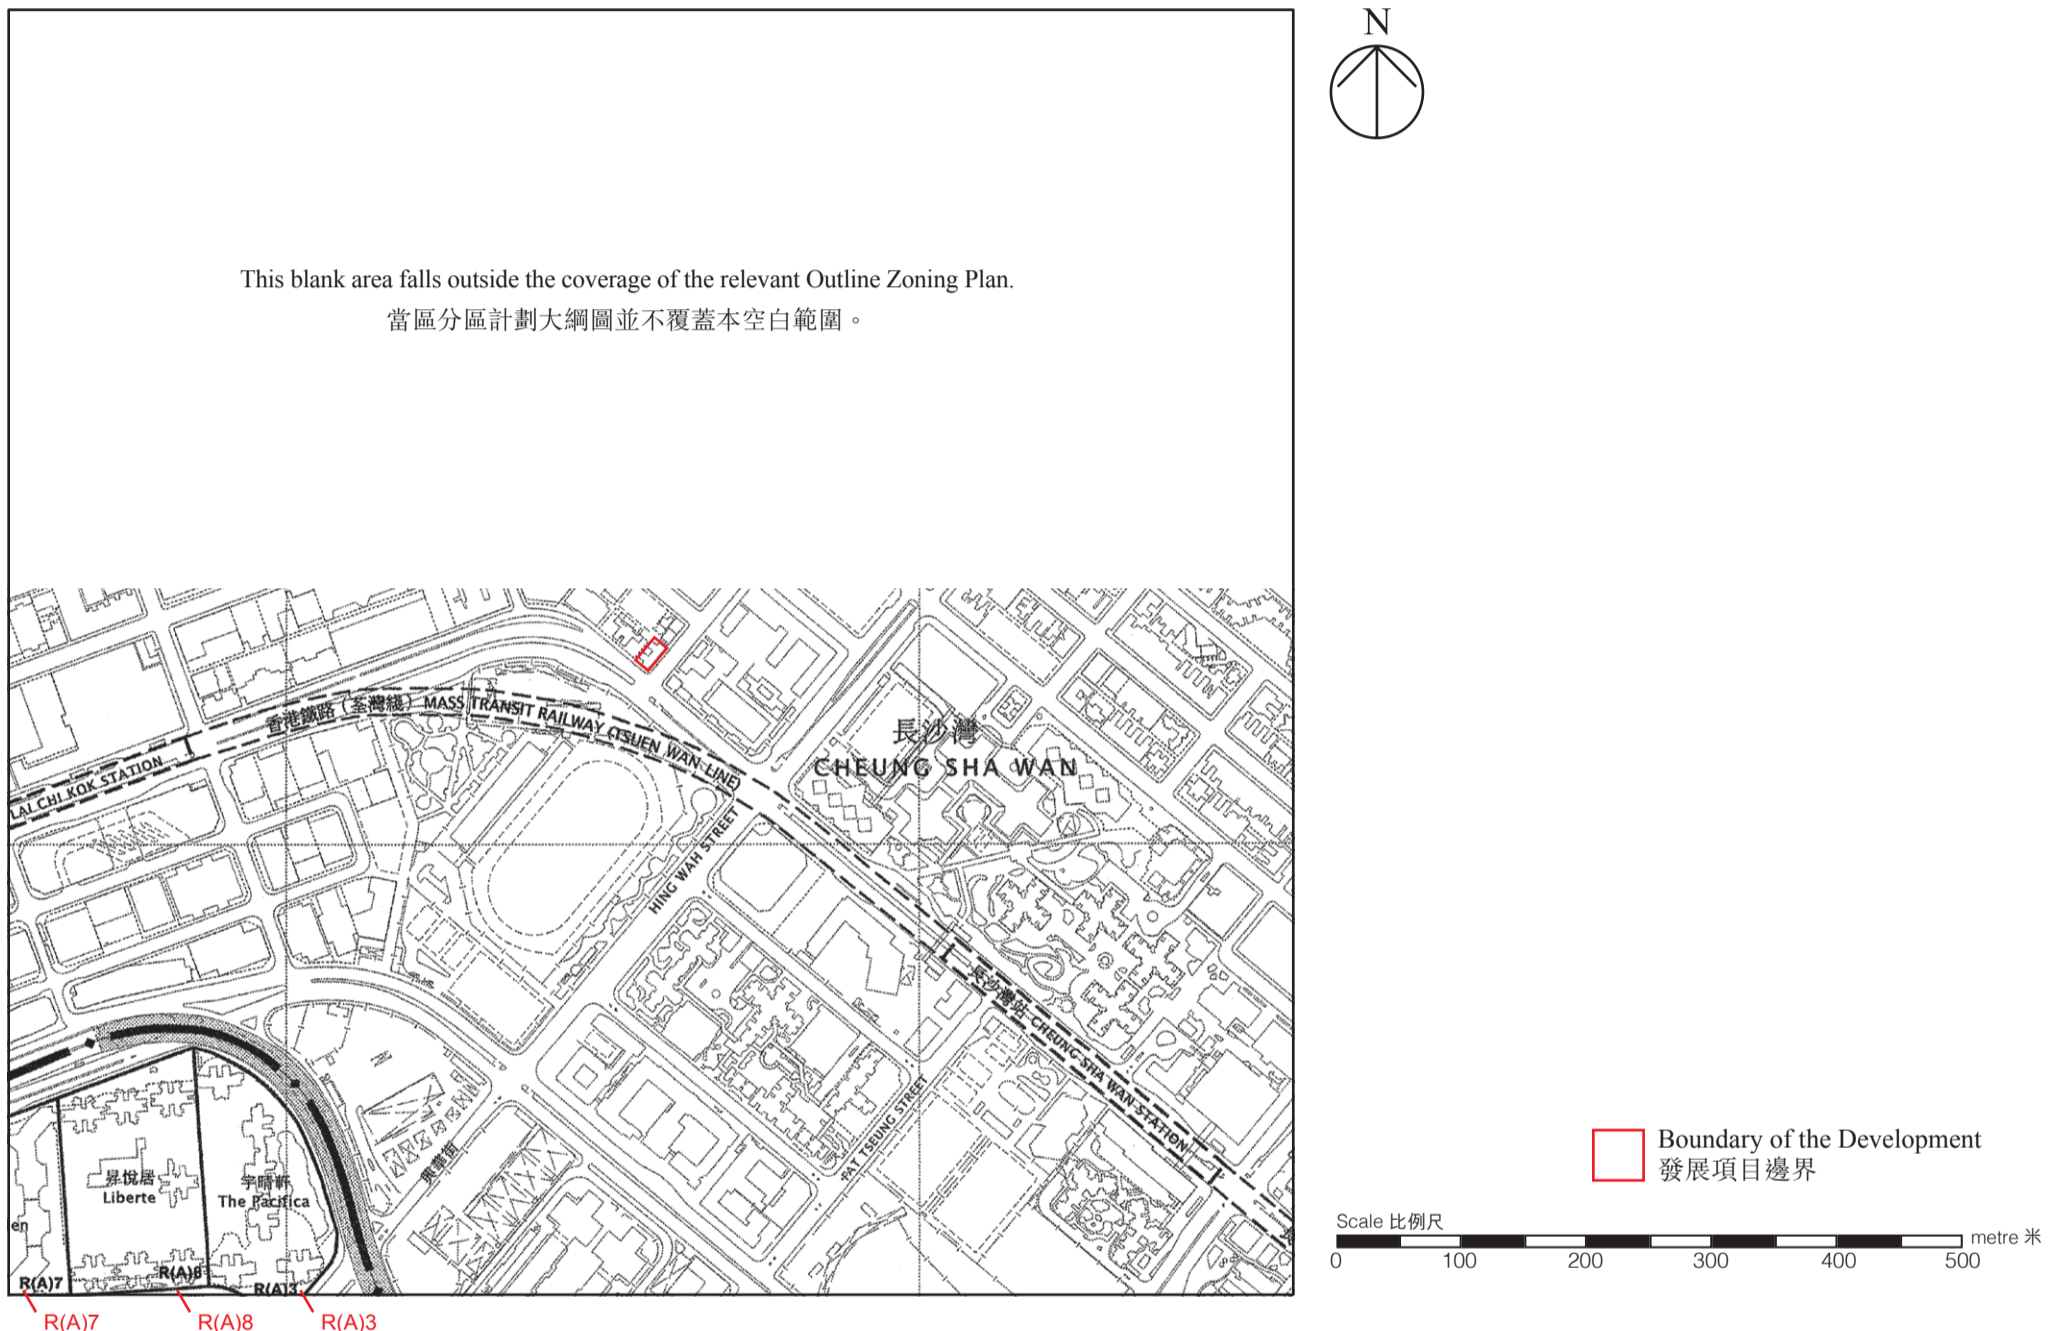 N
This blank area falls outside the coverage of the relevant Outline Zoning Plan.
當區分區計劃大綱圖並不覆蓋本空白範圍。
香港鐵路（荃灣綫） MASS TRANSIT RAILWAY (TSUEN WAN LINE)
長沙灣
CHEUNG SHA WAN
LAI CHI KOK STATION
HING WAH STREET
長沙灣站 CHEUNG SHA WAN STATION
FAT TSEUNG STREET
興華街
昇悅居
Liberte
宇晴軒
The Pacifica
en
R(A)7
R(A)8
R(A)3
R(A)7
R(A)8
R(A)3
Boundary of the Development
發展項目邊界
Scale 比例尺
metre 米
0 100 200 300 400 500